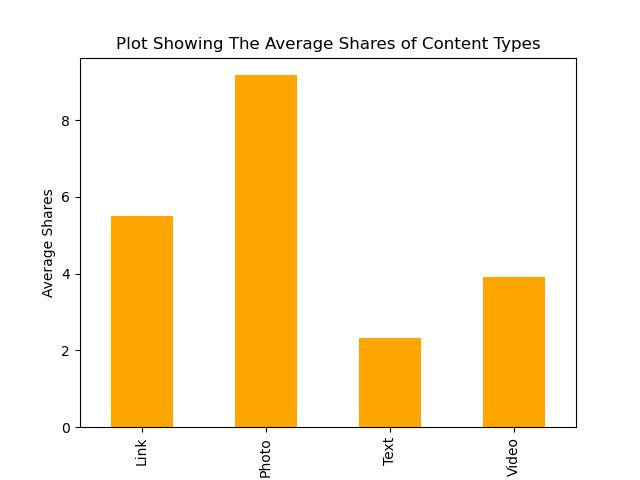 Plot Showing The Average Shares of Content Types
Average Shares
8
6
4
2
0
Link
Photo
Text
Video